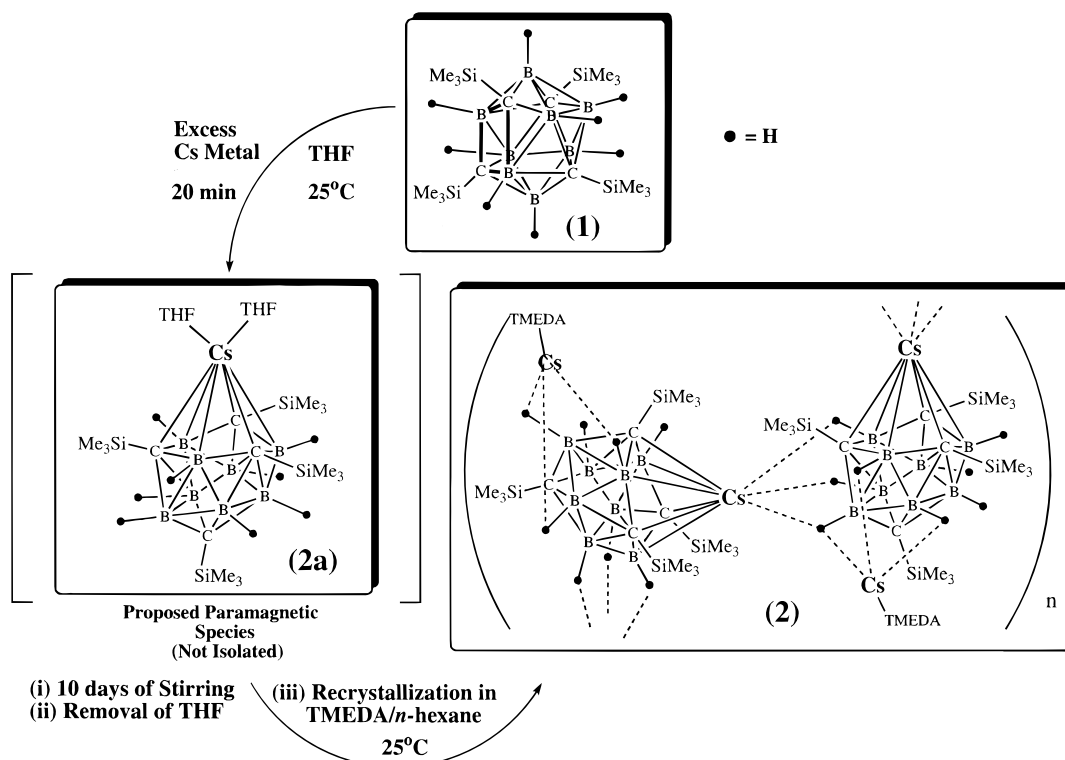 Me3Si
SiMe3
B
C
C
B
B
B
B
B
C
B
C
Me3Si
SiMe3
B
(1)
= H
Excess
Cs Metal
20 min
THF
25°C
THF
THF
Cs
SiMe3
Me3Si
C
B
C
B
B
C
SiMe3
B
B
B
B
B
C
SiMe3
(2a)
Proposed Paramagnetic
Species
(Not Isolated)
(i) 10 days of Stirring
(ii) Removal of THF
(iii) Recrystallization in
TMEDA/n-hexane
25°C
TMEDA
Cs
SiMe3
B
C
B
B
B
Me3Si
C
B
B
C
C
B
B
SiMe3
SiMe3
Cs
Cs
SiMe3
Me3Si
C
B
C
B
B
C
SiMe3
B
B
B
B
B
C
SiMe3
Cs
TMEDA
(2)
n